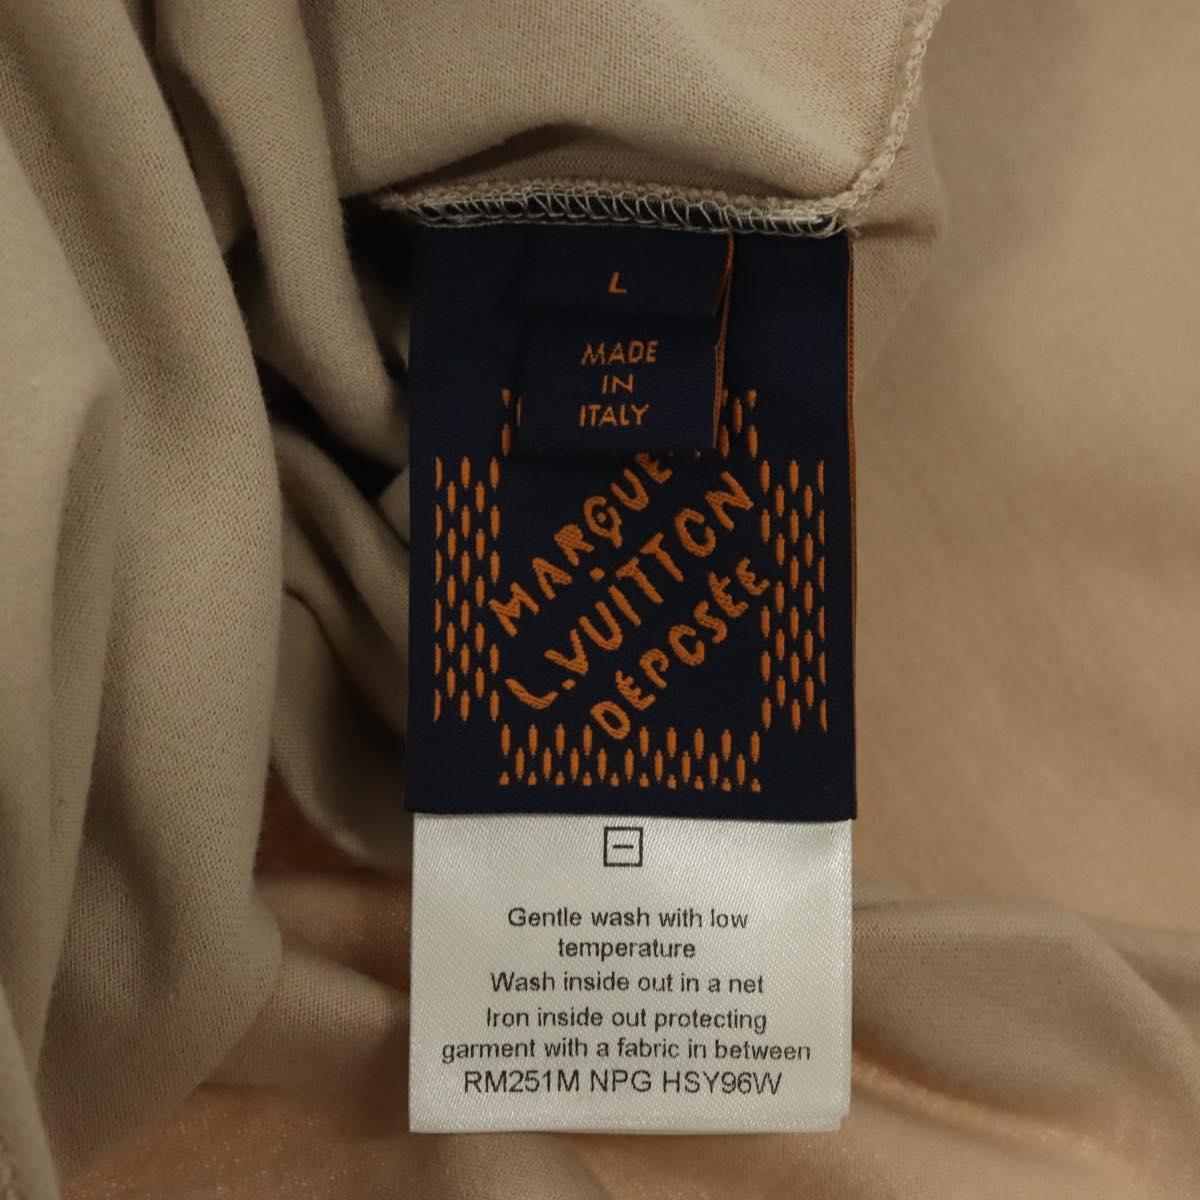 L
MADE
IN
ITALY
MARQUE
L.VUITTON
DÉPOSÉE
Gentle wash with low
temperature
Wash inside out in a net
Iron inside out protecting
garment with a fabric in between
RM251M NPG HSY96W